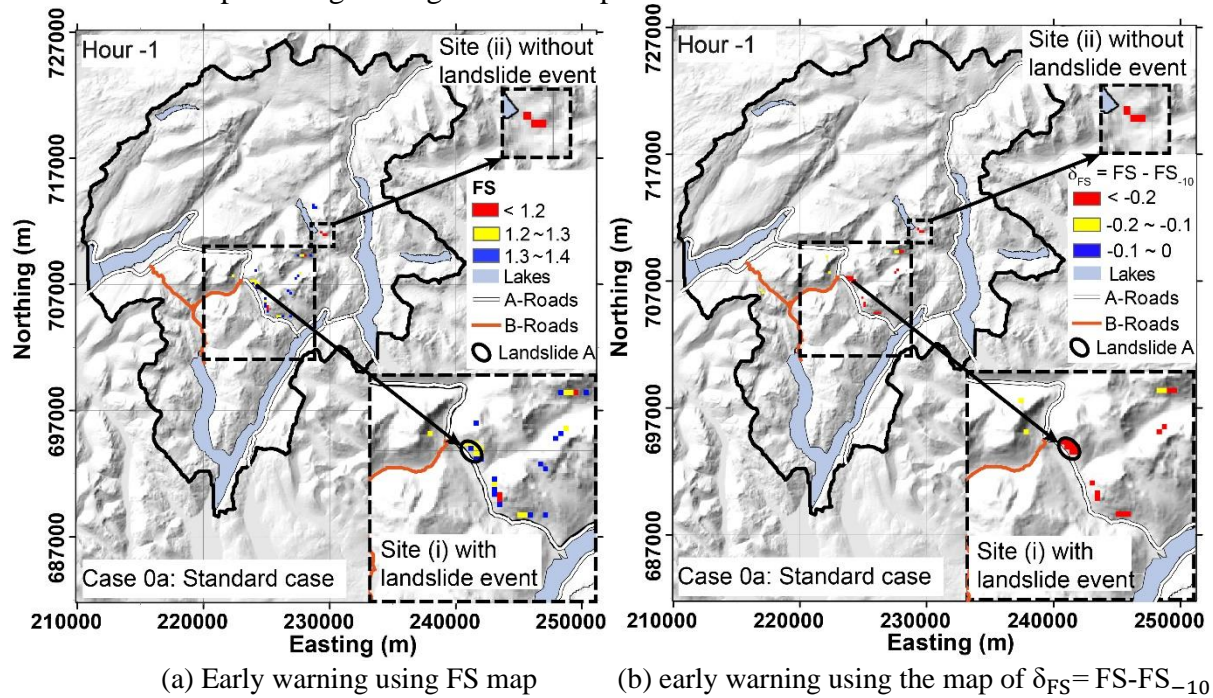 Hour -1
Site (ii) without
landslide event
FS
< 1.2
1.2 ~ 1.3
1.3 ~ 1.4
Lakes
A-Roads
B-Roads
Landslide A
Site (i) with
landslide event
Case 0a: Standard case
Northing (m)
727000
717000
707000
697000
687000
210000 220000 230000 240000 250000
Easting (m)
(a) Early warning using FS map
Hour -1
Site (ii) without
landslide event
δFS = FS - FS-10
< -0.2
-0.2 ~ -0.1
-0.1 ~ 0
Lakes
A-Roads
B-Roads
Landslide A
Site (i) with
landslide event
Case 0a: Standard case
Northing (m)
727000
717000
707000
697000
687000
210000 220000 230000 240000 250000
Easting (m)
(b) early warning using the map of δFS= FS-FS−10